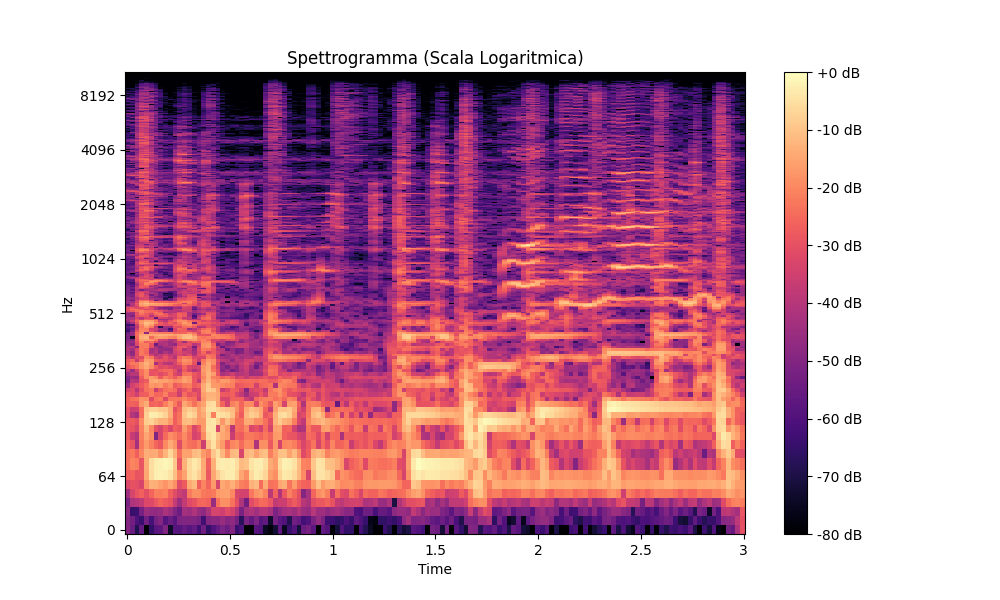 Spettrogramma (Scala Logaritmica)
Hz
8192
4096
2048
1024
512
256
128
64
0
0
0.5
1
1.5
2
2.5
3
Time
+0 dB
-10 dB
-20 dB
-30 dB
-40 dB
-50 dB
-60 dB
-70 dB
-80 dB